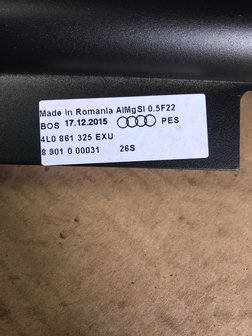 Made in Romania AlMgSI 0.5F22
BOS 17.12.2015 PES
4L0 861 325 EXU
8 901 0 00031 26S